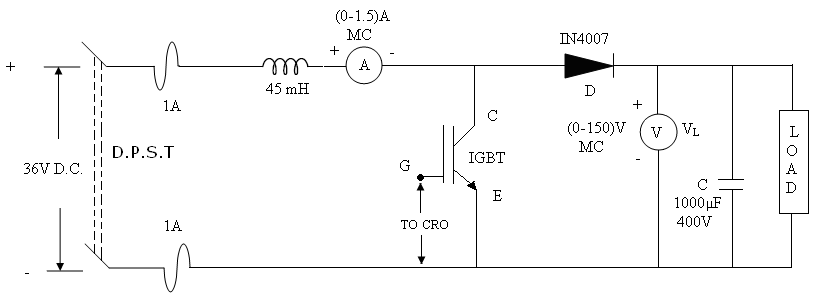 (0-1.5)A
MC
+
-
IN4007
A
D
+
1A
45 mH
C
+
(0-150)V
MC
V
VL
-
LOAD
D.P.S.T
36V D.C.
G
IGBT
E
C
1000µF
400V
TO CRO
1A
-